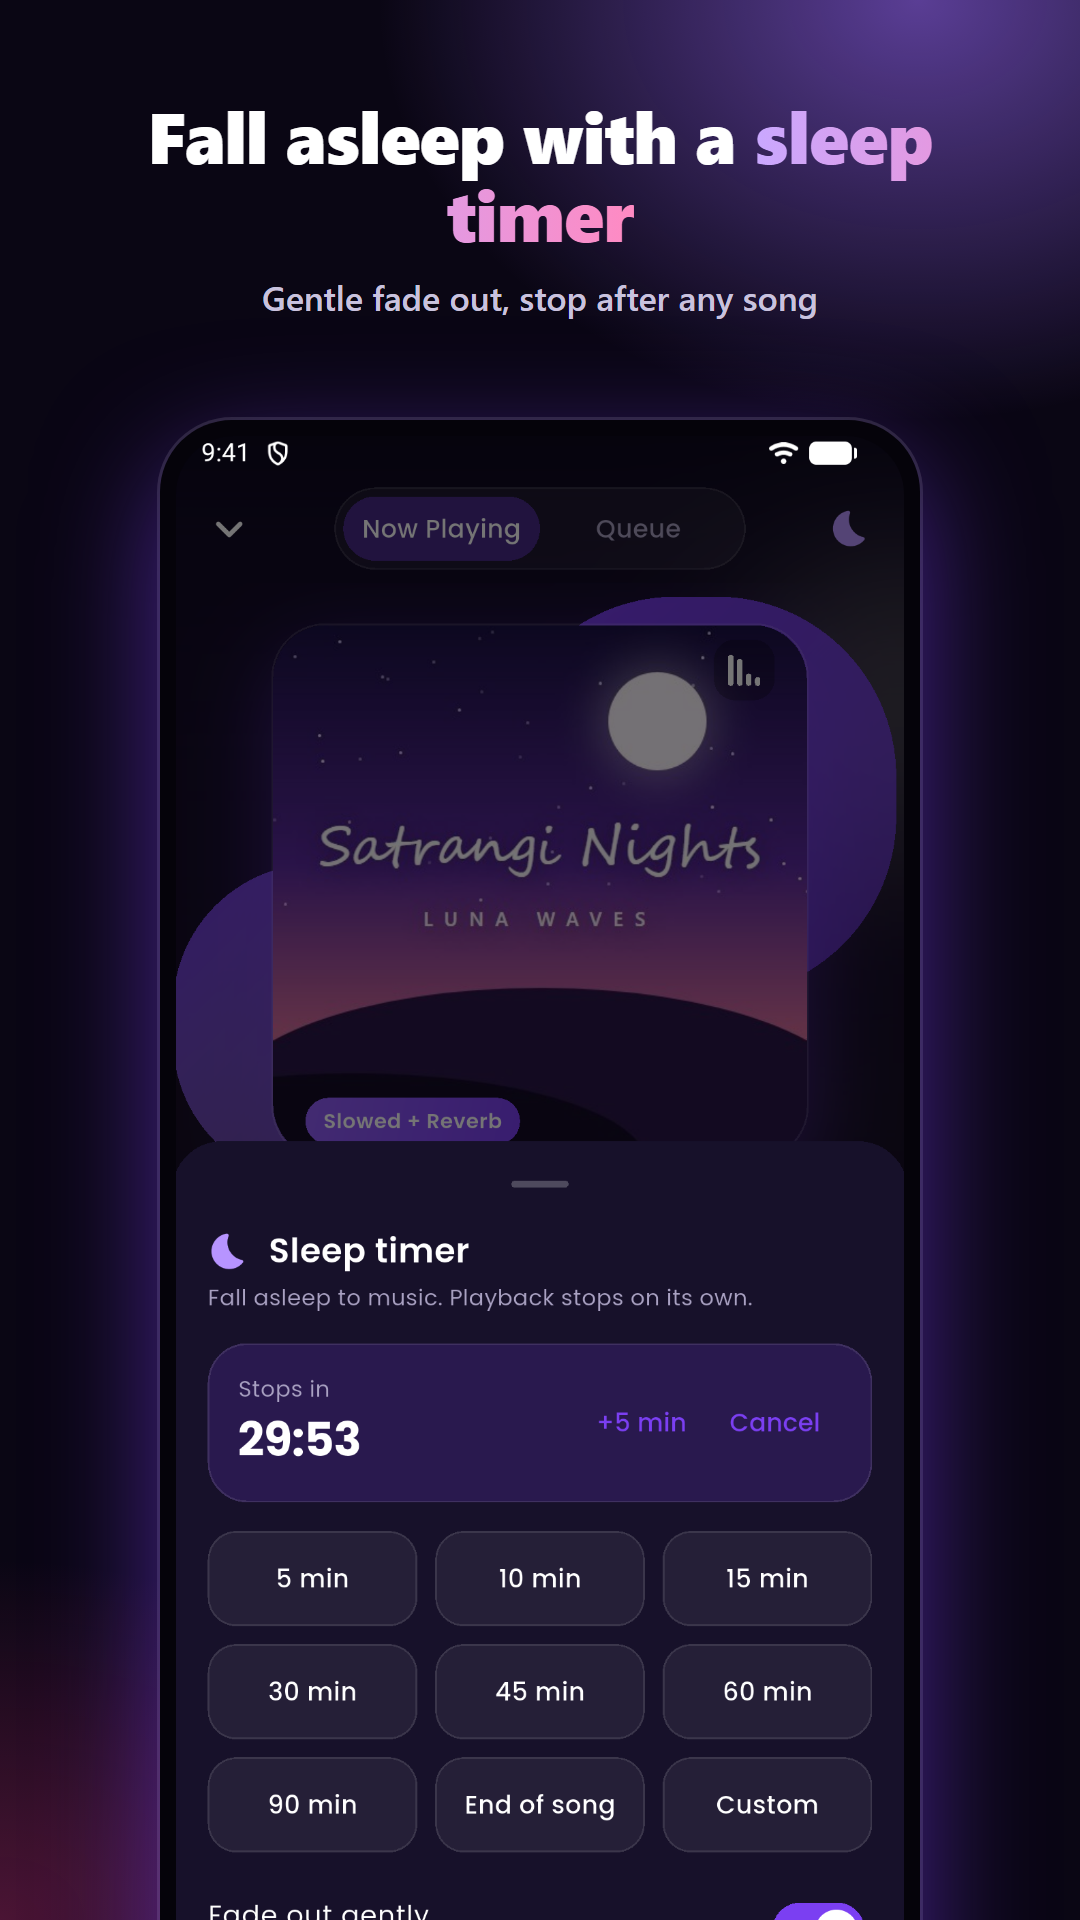 Fall asleep with a sleep
timer
Gentle fade out, stop after any song
9:41
Now Playing
Queue
Satrangi Nights
LUNA WAVES
Slowed + Reverb
Sleep timer
Fall asleep to music. Playback stops on its own.
Stops in
29:53
+5 min
Cancel
5 min
10 min
15 min
30 min
45 min
60 min
90 min
End of song
Custom
Fade out gently